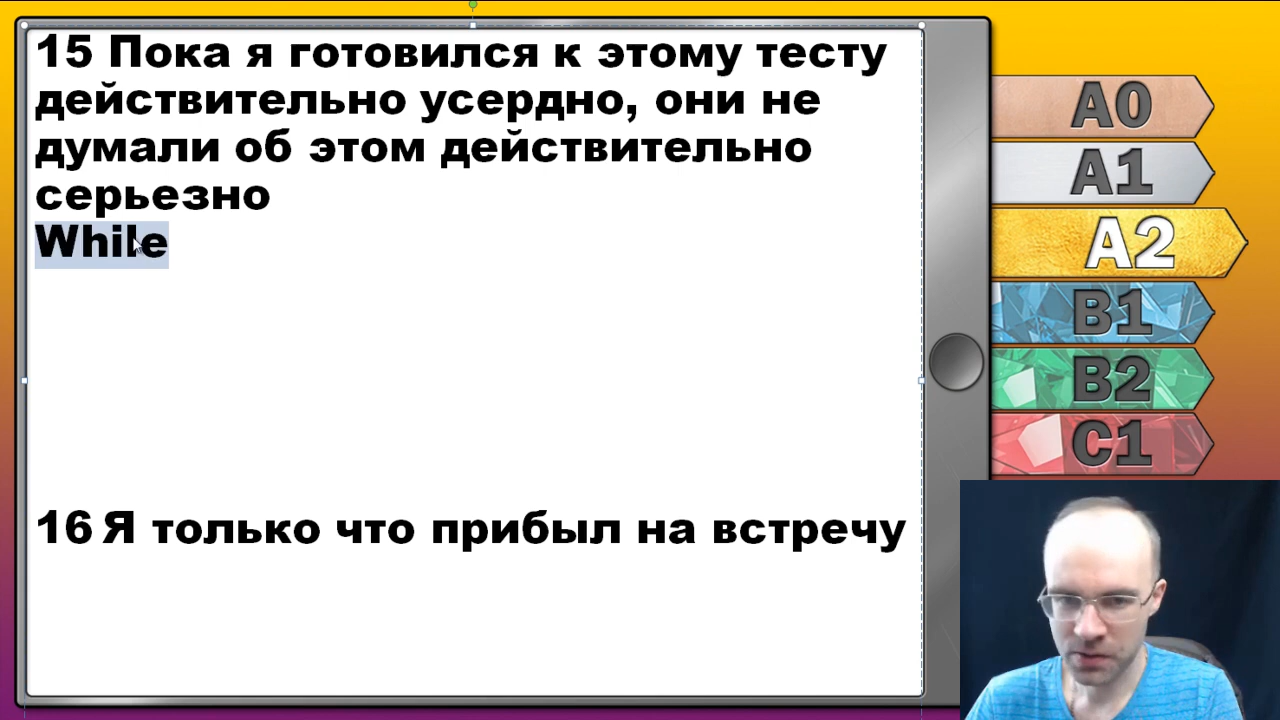 15 Пока я готовился к этому тесту
действительно усердно, они не
думали об этом действительно
серьезно
While
16 Я только что прибыл на встречу
A0
A1
A2
B1
B2
C1